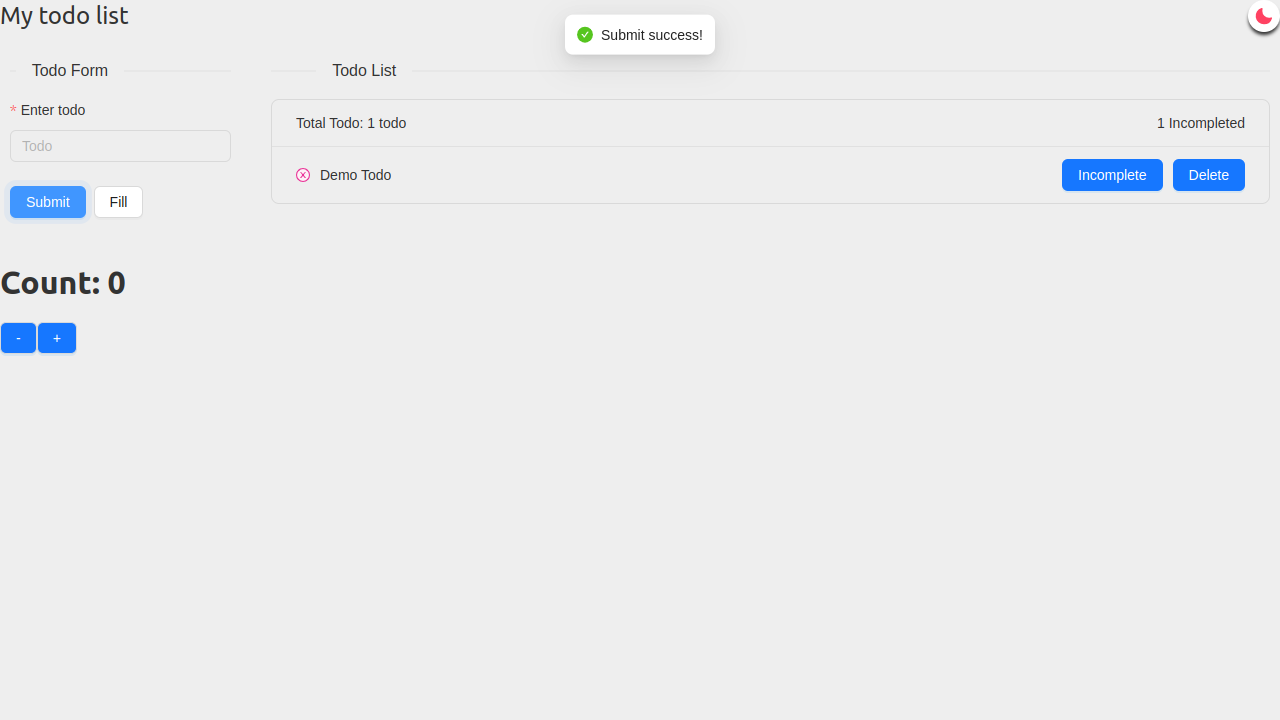 My todo list
Submit success!
Todo Form
* Enter todo
Todo
Submit
Fill
Todo List
Total Todo: 1 todo
1 Incompleted
Demo Todo
Incomplete
Delete
Count: 0
-
+